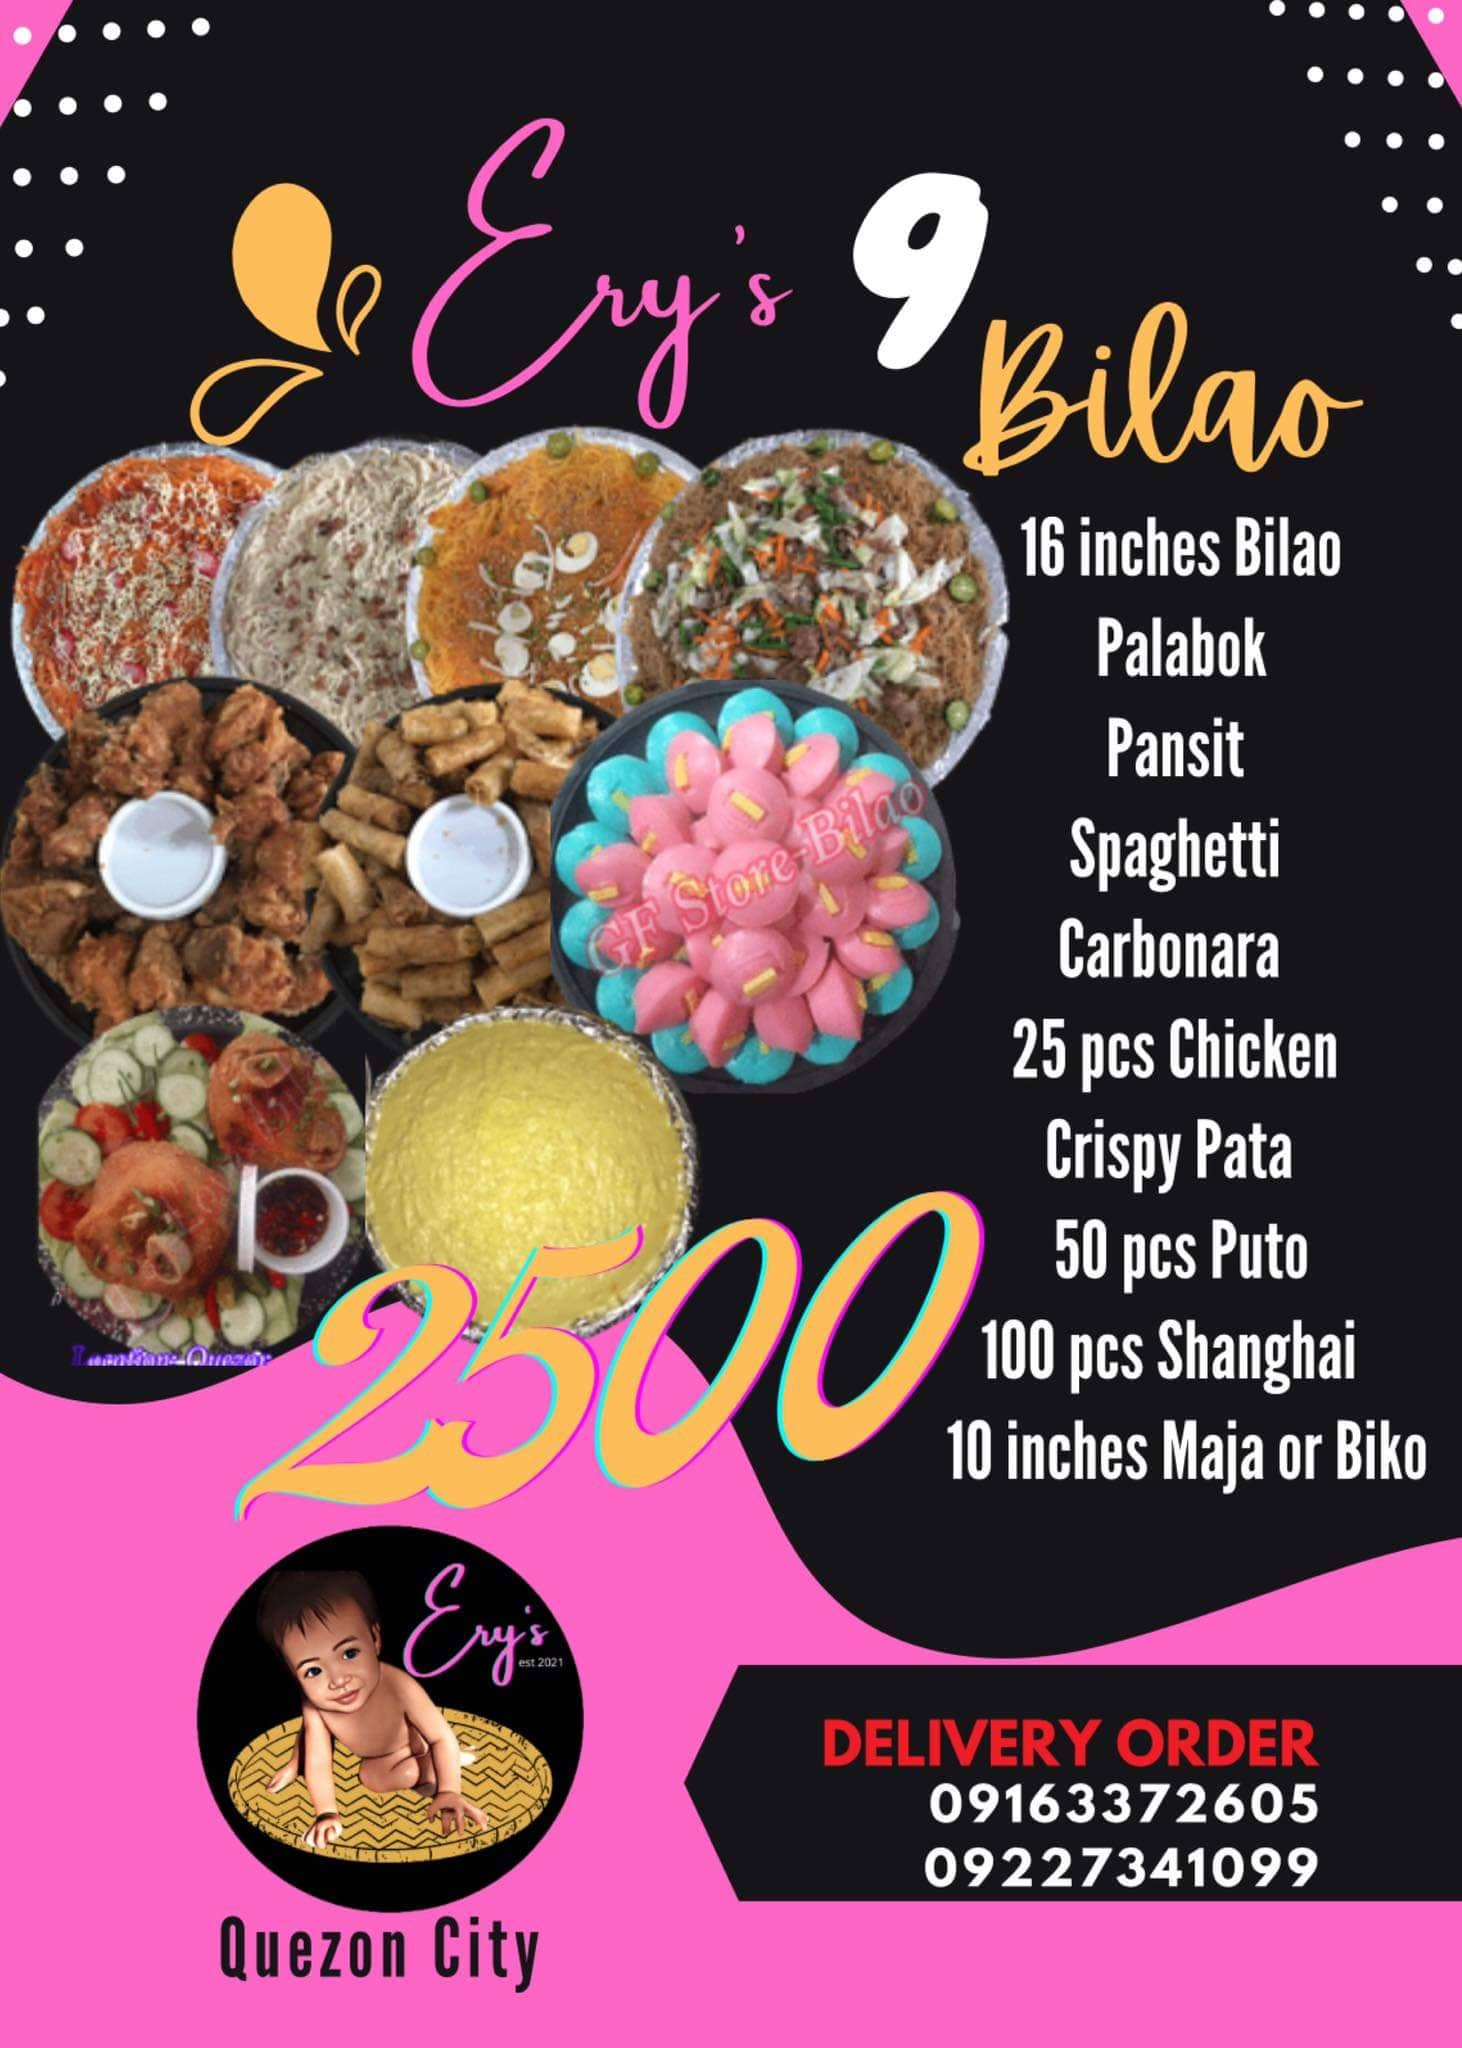 Ery's 9
Bilao
16 inches Bilao
Palabok
Pansit
Spaghetti
Carbonara
25 pcs Chicken
Crispy Pata
50 pcs Puto
100 pcs Shanghai
10 inches Maja or Biko
GF Store-Bilao
2500
Ery's
est 2021
Quezon City
DELIVERY ORDER
09163372605
09227341099